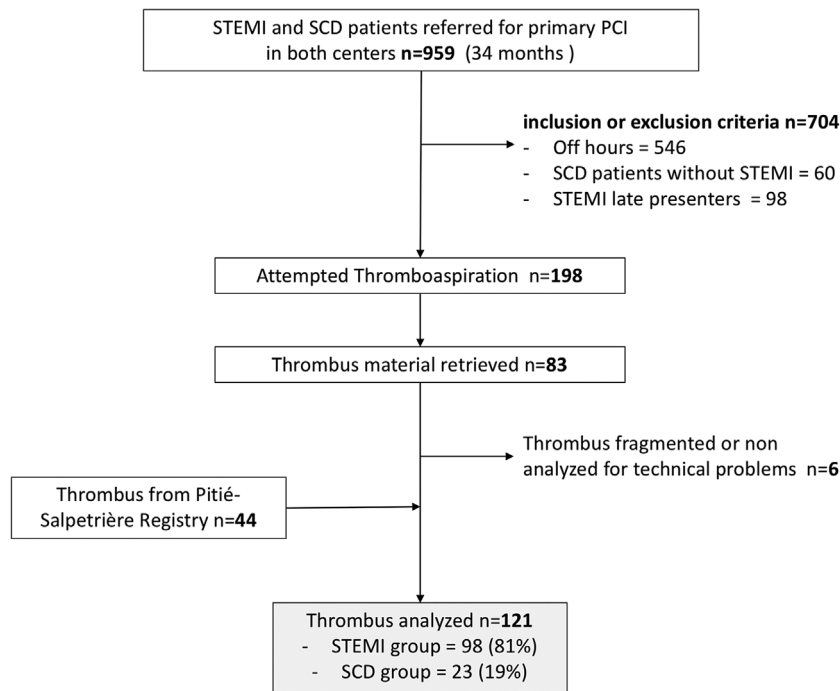 STEMI and SCD patients referred for primary PCI
in both centers n=959 (34 months )
inclusion or exclusion criteria n=704
- Off hours = 546
- SCD patients without STEMI = 60
- STEMI late presenters = 98
Attempted Thromboaspiration n=198
Thrombus material retrieved n=83
Thrombus fragmented or non
analyzed for technical problems n=6
Thrombus from Pitié-
Salpetrière Registry n=44
Thrombus analyzed n=121
- STEMI group = 98 (81%)
- SCD group = 23 (19%)